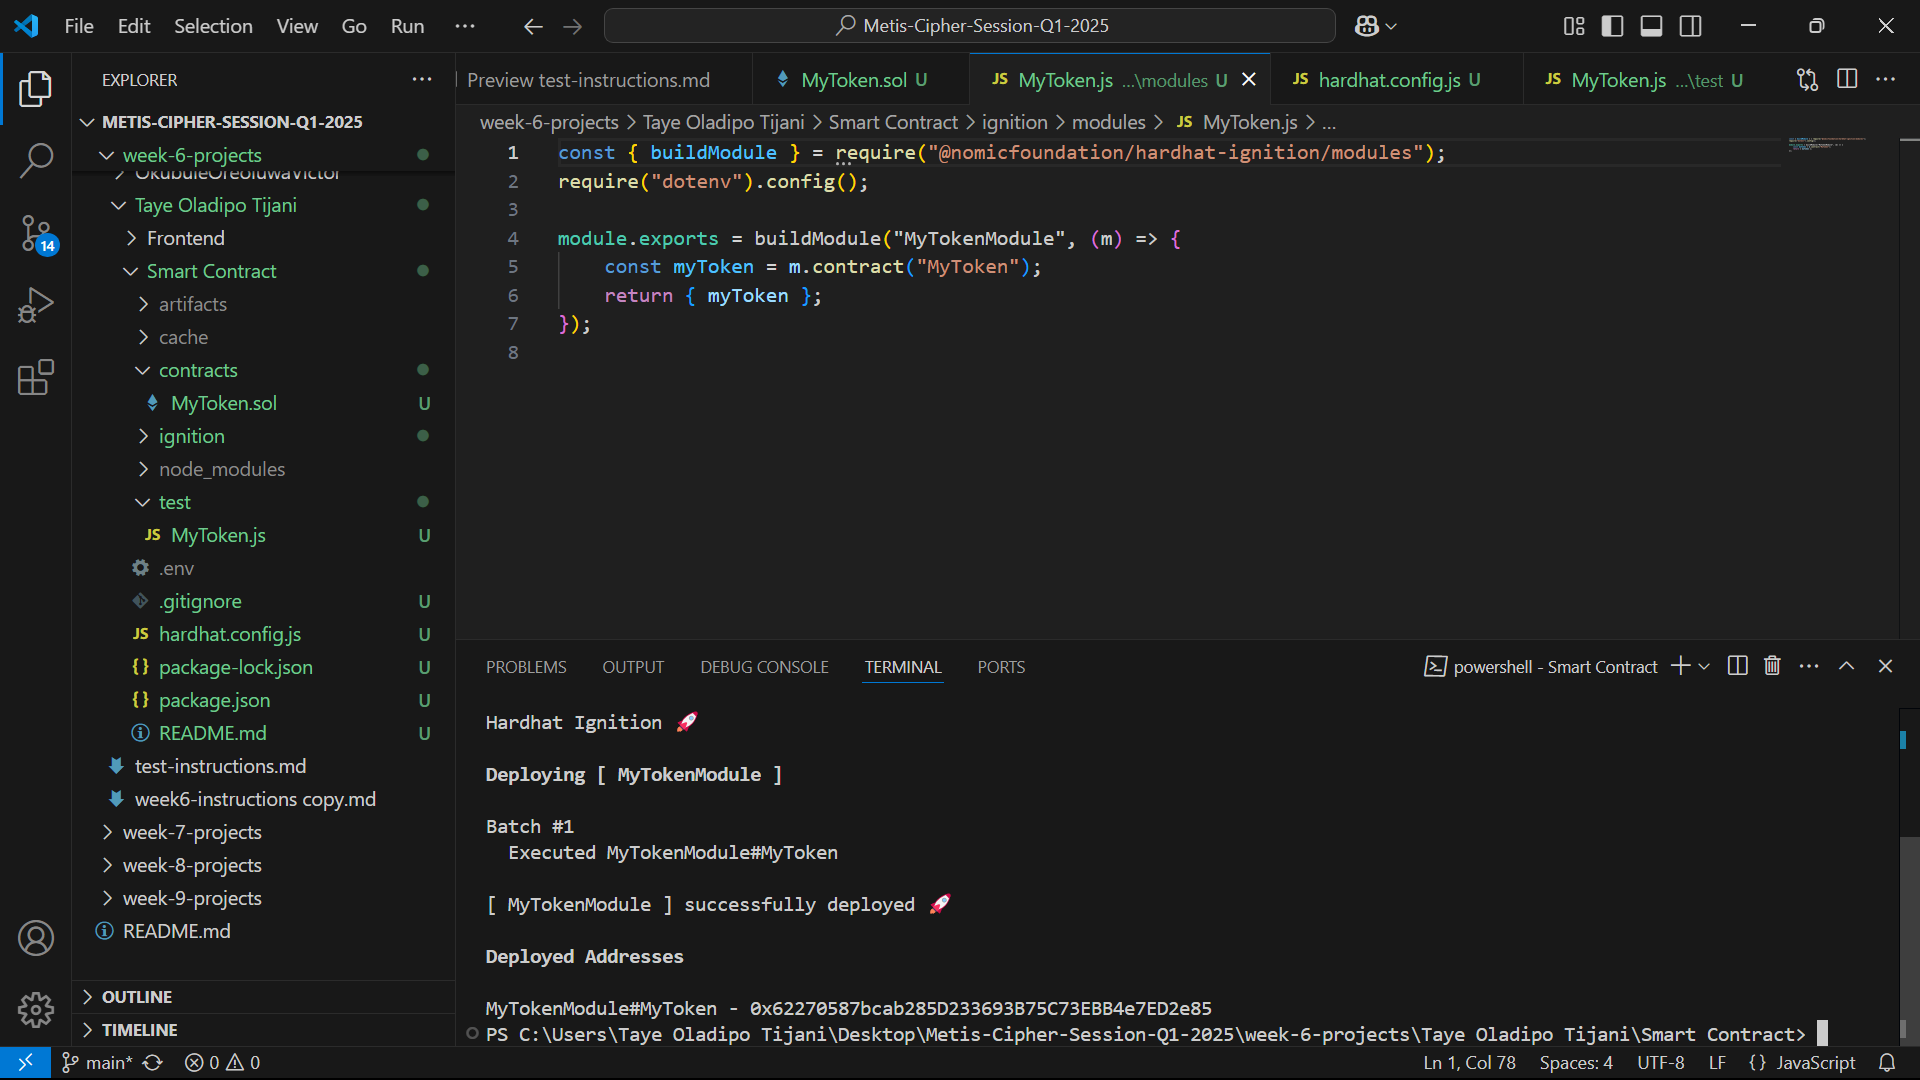 File Edit Selection View Go Run ...
Metis-Cipher-Session-Q1-2025
EXPLORER
METIS-CIPHER-SESSION-Q1-2025
week-6-projects
OkubuleOreoluwaVictor
Taye Oladipo Tijani
Frontend
Smart Contract
artifacts
cache
contracts
MyToken.sol U
ignition
node_modules
test
JS MyToken.js U
.env
.gitignore U
JS hardhat.config.js U
{} package-lock.json U
{} package.json U
README.md U
test-instructions.md
week6-instructions copy.md
week-7-projects
week-8-projects
week-9-projects
README.md
OUTLINE
TIMELINE
14
Preview test-instructions.md
MyToken.sol U
JS MyToken.js ...\modules U
JS hardhat.config.js U
JS MyToken.js ...\test U
week-6-projects > Taye Oladipo Tijani > Smart Contract > ignition > modules > JS MyToken.js > ...
1 const { buildModule } = require("@nomicfoundation/hardhat-ignition/modules");
2 require("dotenv").config();
3
4 module.exports = buildModule("MyTokenModule", (m) => {
5 const myToken = m.contract("MyToken");
6 return { myToken };
7 });
8
PROBLEMS OUTPUT DEBUG CONSOLE TERMINAL PORTS
powershell - Smart Contract
Hardhat Ignition 🚀
Deploying [ MyTokenModule ]
Batch #1
Executed MyTokenModule#MyToken
[ MyTokenModule ] successfully deployed 🚀
Deployed Addresses
MyTokenModule#MyToken - 0x62270587bcab285D233693B75C73EBB4e7ED2e85
PS C:\Users\Taye Oladipo Tijani\Desktop\Metis-Cipher-Session-Q1-2025\week-6-projects\Taye Oladipo Tijani\Smart Contract>
main* 0 0
Ln 1, Col 78 Spaces: 4 UTF-8 LF {} JavaScript